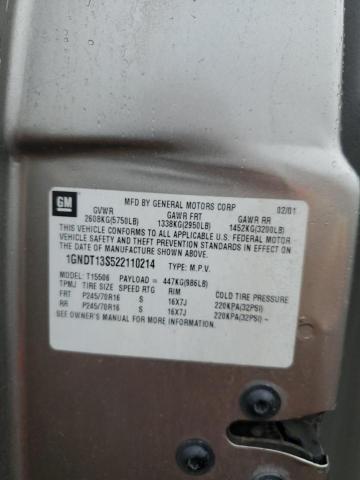 GM
MFD BY GENERAL MOTORS CORP 02/01
GVWR GAWR FRT GAWR RR
2608KG(5750LB) 1338KG(2950LB) 1452KG(3200LB)
THIS VEHICLE CONFORMS TO ALL APPLICABLE U.S. FEDERAL MOTOR
VEHICLE SAFETY AND THEFT PREVENTION STANDARDS IN EFFECT ON
THE DATE OF MANUFACTURE SHOWN ABOVE.
1GNDT13S522110214 TYPE: M.P.V.
MODEL: T15506 PAYLOAD = 447KG(986LB)
TPMJ TIRE SIZE SPEED RTG RIM COLD TIRE PRESSURE
FRT P245/70R16 S 16X7J 220KPA(32PSI)
RR P245/70R16 S 16X7J 220KPA(32PSI)
SEE OWNER'S MANUAL FOR MORE INFORMATION.